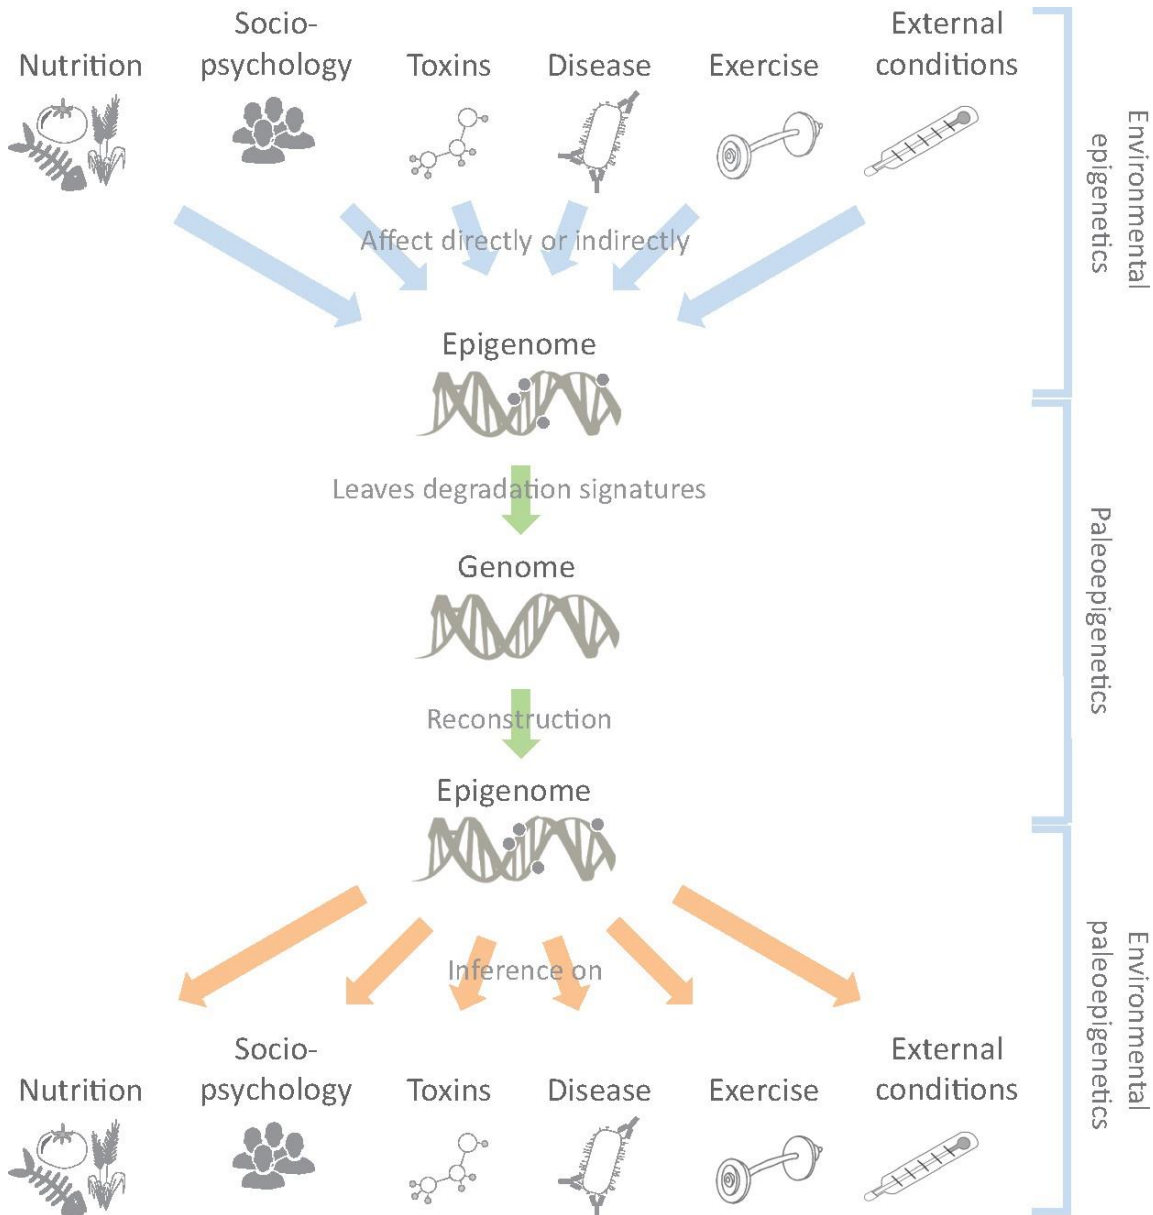 Socio-
External
Nutrition psychology Toxins Disease Exercise conditions
Environmental
epigenetics
Affect directly or indirectly
Epigenome
Leaves degradation signatures
Genome
Paleoepigenetics
Reconstruction
Epigenome
Inference on
Environmental
paleoepigenetics
Socio-
External
Nutrition psychology Toxins Disease Exercise conditions